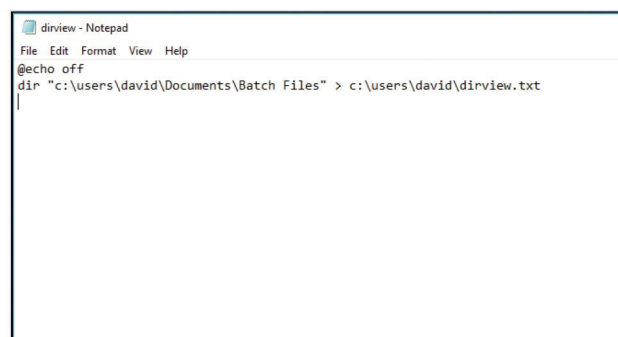 dirview - Notepad
File Edit Format View Help
@echo off
dir "c:\users\david\Documents\Batch Files" > c:\users\david\dirview.txt